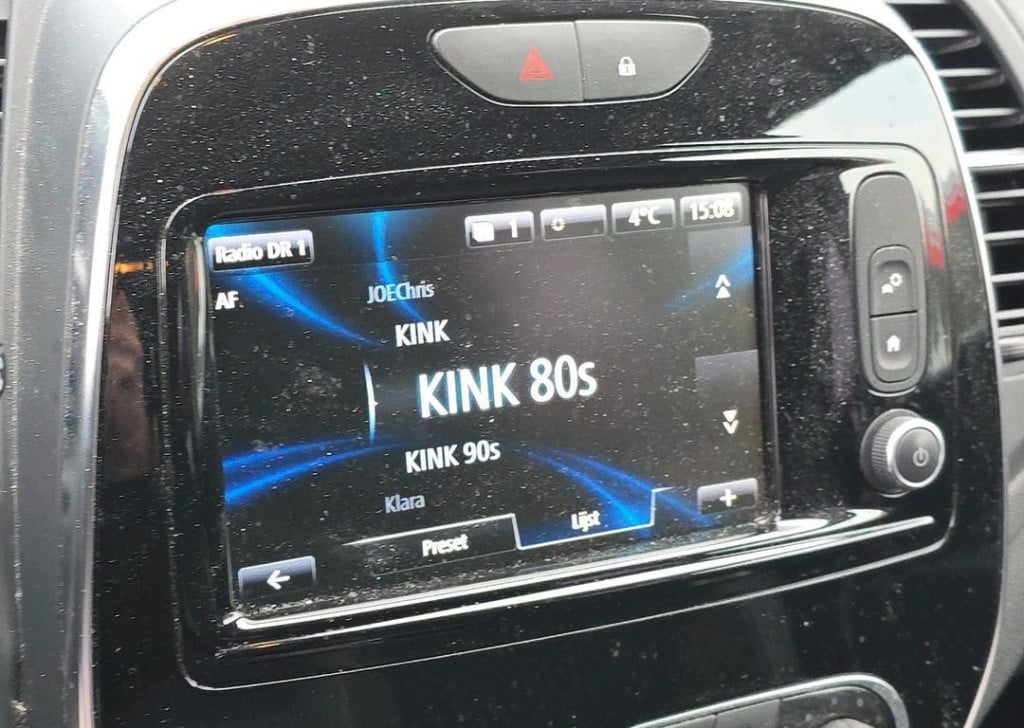 Radio DR 1
1
4°C
15:08
AF
JOEChris
KINK
KINK 80s
KINK 90s
Klara
Preset
Lijst
+